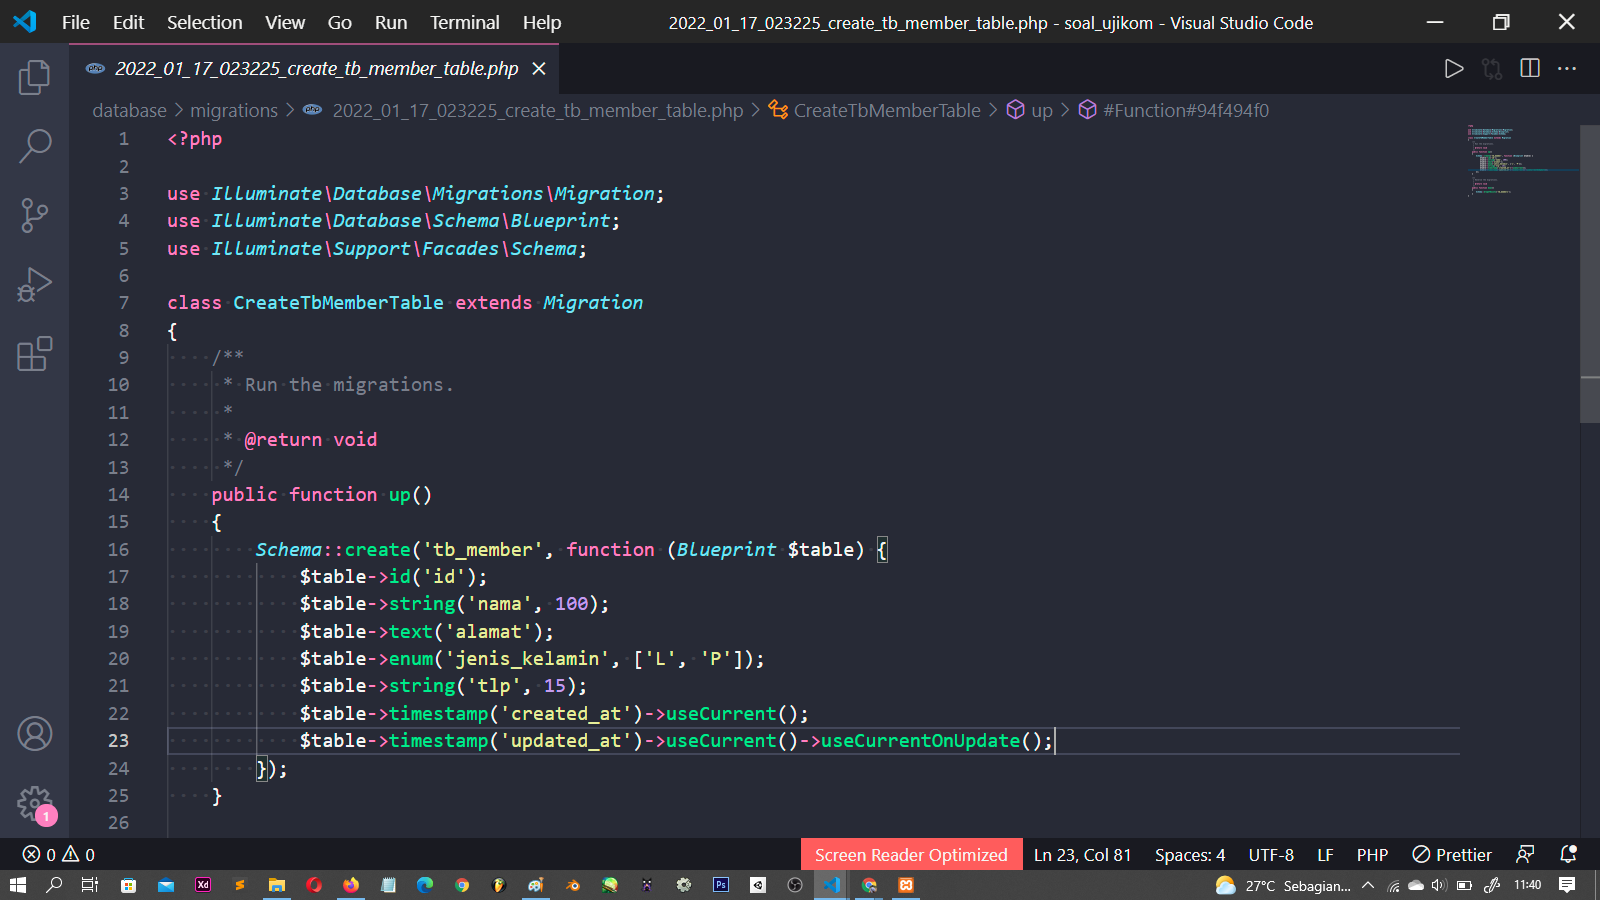 File Edit Selection View Go Run Terminal Help 2022_01_17_023225_create_tb_member_table.php - soal_ujikom - Visual Studio Code
php 2022_01_17_023225_create_tb_member_table.php
database > migrations > php 2022_01_17_023225_create_tb_member_table.php > CreateTbMemberTable > up > #Function#94f494f0
1 <?php
2
3 use Illuminate\Database\Migrations\Migration;
4 use Illuminate\Database\Schema\Blueprint;
5 use Illuminate\Support\Facades\Schema;
6
7 class CreateTbMemberTable extends Migration
8 {
9 /**
10 * Run the migrations.
11 *
12 * @return void
13 */
14 public function up()
15 {
16 Schema::create('tb_member', function (Blueprint $table) {
17 $table->id('id');
18 $table->string('nama', 100);
19 $table->text('alamat');
20 $table->enum('jenis_kelamin', ['L', 'P']);
21 $table->string('tlp', 15);
22 $table->timestamp('created_at')->useCurrent();
23 $table->timestamp('updated_at')->useCurrent()->useCurrentOnUpdate();
24 });
25 }
26
1
0 0 Screen Reader Optimized Ln 23, Col 81 Spaces: 4 UTF-8 LF PHP Prettier
Xd Ps 27°C Sebagian... 11:40